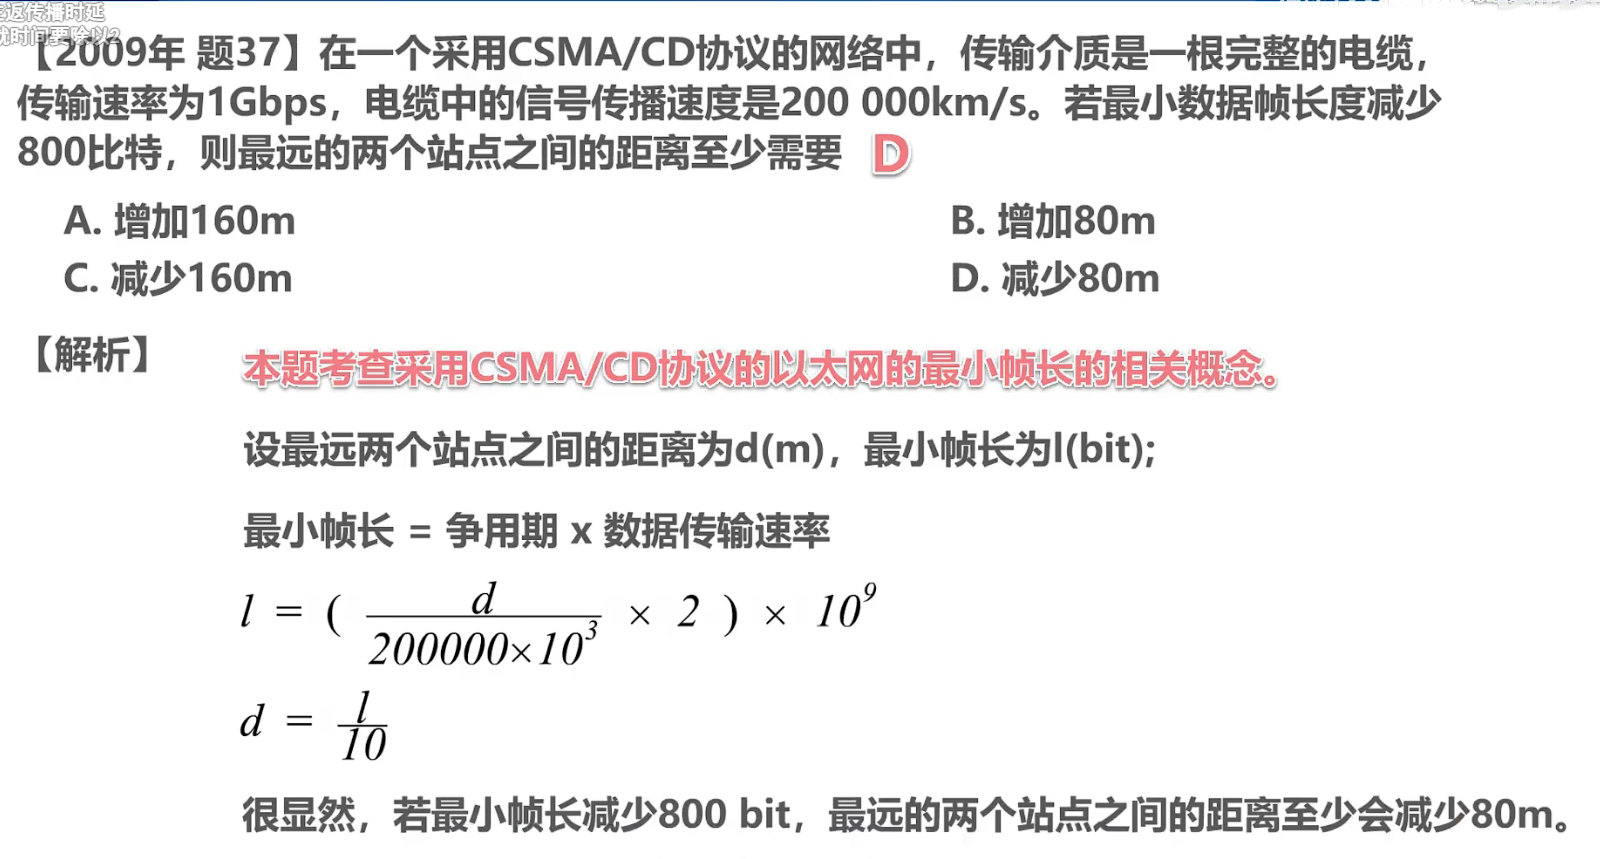 往返传播时延
时间要除以2
【2009年 题37】在一个采用CSMA/CD协议的网络中，传输介质是一根完整的电缆，
传输速率为1Gbps，电缆中的信号传播速度是200 000km/s。若最小数据帧长度减少
800比特，则最远的两个站点之间的距离至少需要 D
A. 增加160m B. 增加80m
C. 减少160m D. 减少80m
【解析】 本题考查采用CSMA/CD协议的以太网的最小帧长的相关概念。
设最远两个站点之间的距离为d(m)，最小帧长为l(bit);
最小帧长 = 争用期 x 数据传输速率
l = ( d / 200000×10³ × 2 ) × 10⁹
d = l / 10
很显然，若最小帧长减少800 bit，最远的两个站点之间的距离至少会减少80m。